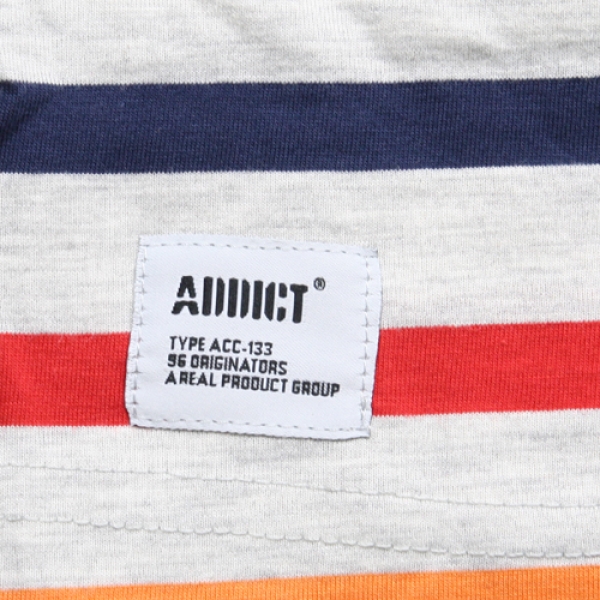 ADDICT®
TYPE ACC-133
96 ORIGINATORS
A REAL PRODUCT GROUP